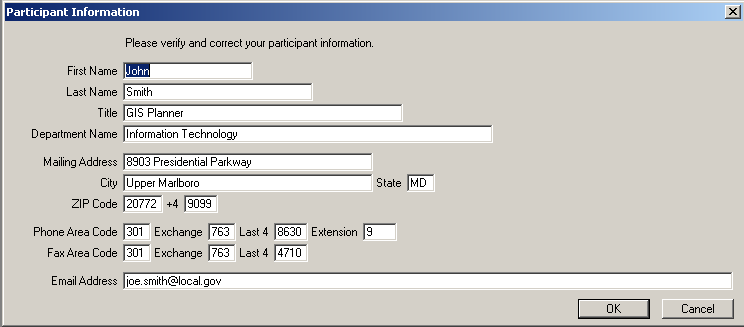 Participant Information
Please verify and correct your participant information.
First Name John
Last Name Smith
Title GIS Planner
Department Name Information Technology
Mailing Address 8903 Presidential Parkway
City Upper Marlboro State MD
ZIP Code 20772 +4 9099
Phone Area Code 301 Exchange 763 Last 4 8630 Extension 9
Fax Area Code 301 Exchange 763 Last 4 4710
Email Address joe.smith@local.gov
OK Cancel